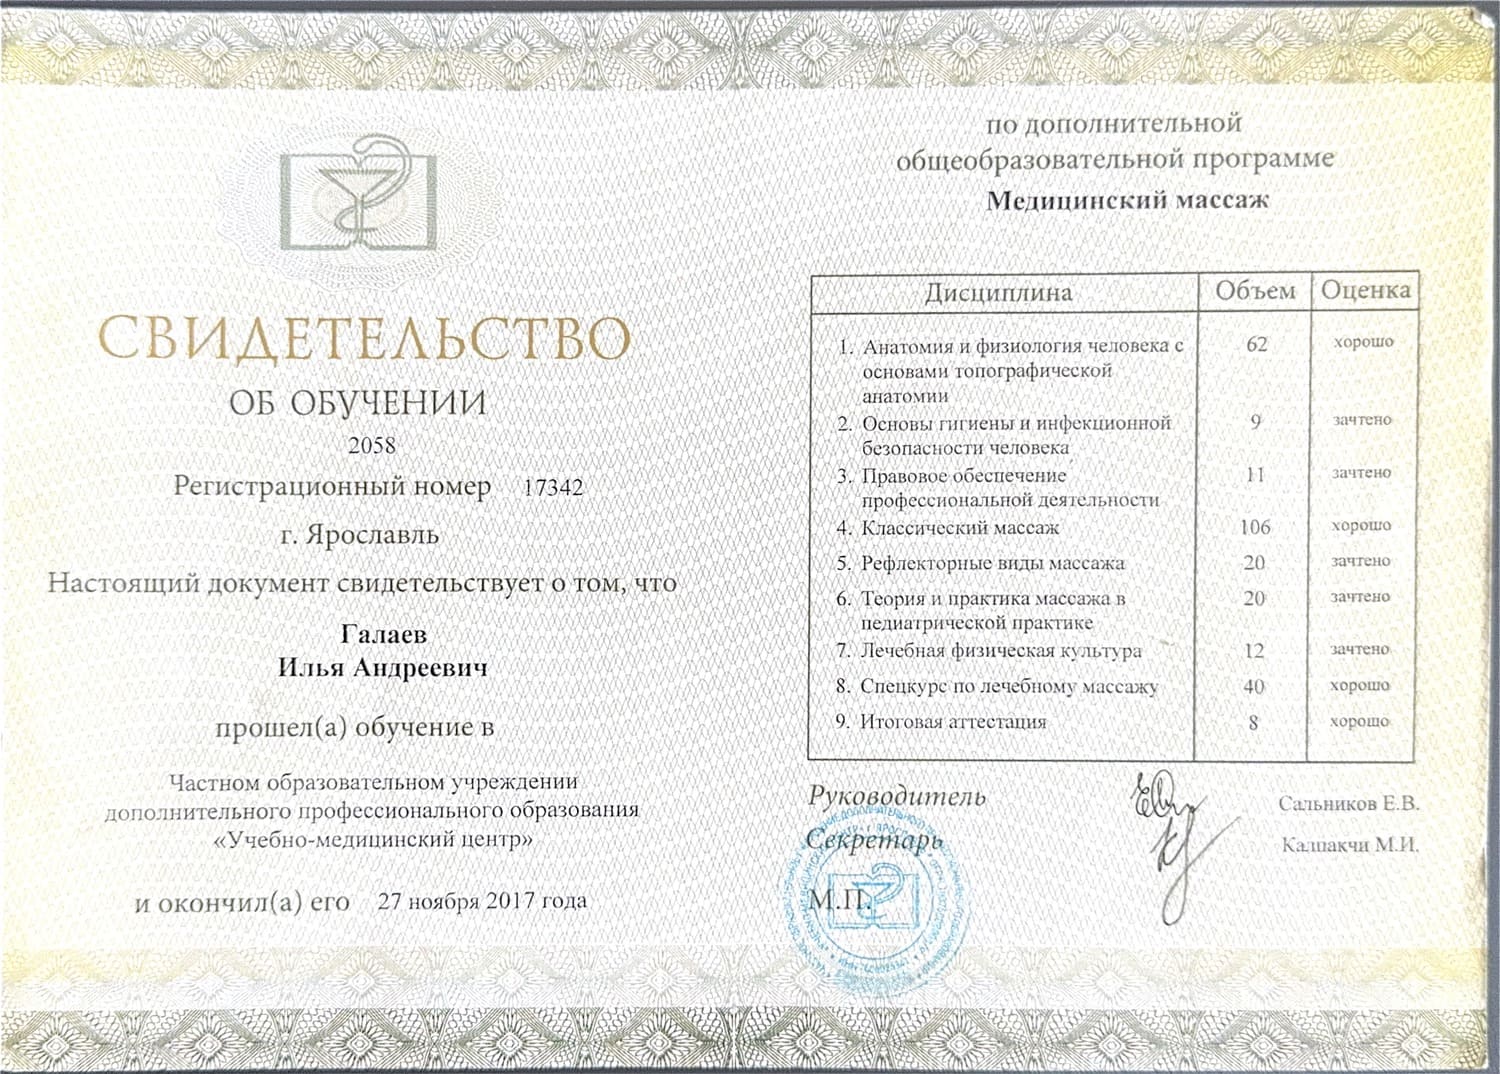 СВИДЕТЕЛЬСТВО
ОБ ОБУЧЕНИИ
2058
Регистрационный номер 17342
г. Ярославль
Настоящий документ свидетельствует о том, что
Галаев
Илья Андреевич
прошел(а) обучение в
Частном образовательном учреждении
дополнительного профессионального образования
«Учебно-медицинский центр»
и окончил(а) его 27 ноября 2017 года
по дополнительной
общеобразовательной программе
Медицинский массаж
Дисциплина Объем Оценка
1. Анатомия и физиология человека с 62 хорошо
основами топографической
анатомии
2. Основы гигиены и инфекционной 9 зачтено
безопасности человека
3. Правовое обеспечение 11 зачтено
профессиональной деятельности
4. Классический массаж 106 хорошо
5. Рефлекторные виды массажа 20 зачтено
6. Теория и практика массажа в 20 зачтено
педиатрической практике
7. Лечебная физическая культура 12 зачтено
8. Спецкурс по лечебному массажу 40 хорошо
9. Итоговая аттестация 8 хорошо
Руководитель Сальников Е.В.
Секретарь Калпакчи М.И.
М.П.